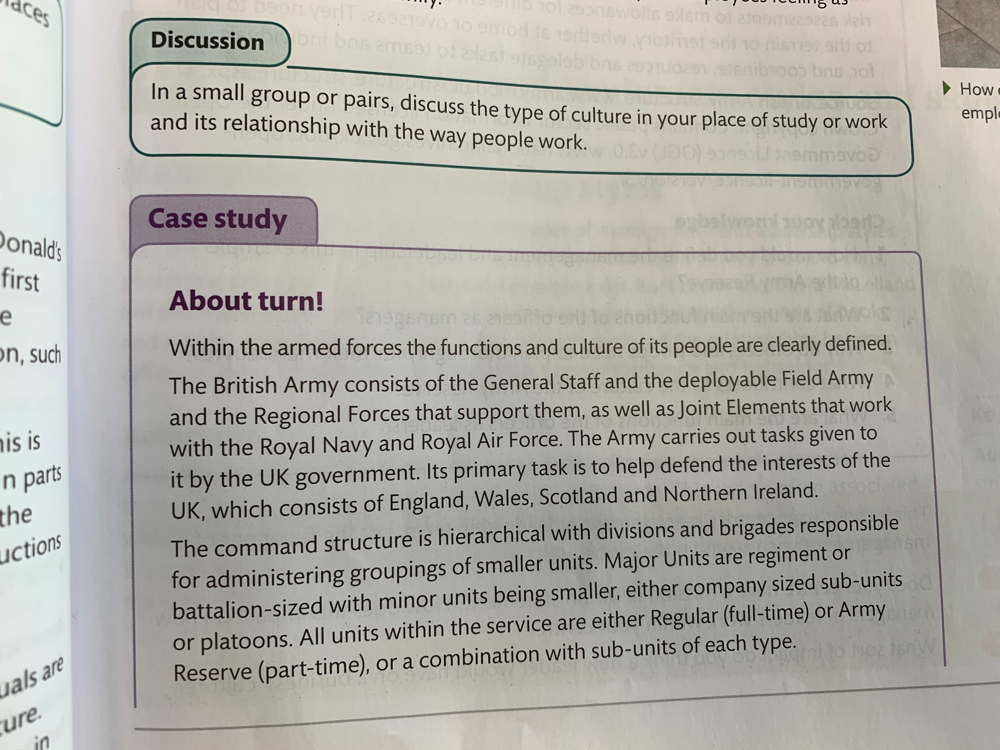 aces
Donald's
first
e
on, such
his is
in parts
the
uctions
uals are
ture.
in
ployees feeling as
Discussion
In a small group or pairs, discuss the type of culture in your place of study or work
and its relationship with the way people work.
Case study
About turn!
Within the armed forces the functions and culture of its people are clearly defined.
The British Army consists of the General Staff and the deployable Field Army
and the Regional Forces that support them, as well as Joint Elements that work
with the Royal Navy and Royal Air Force. The Army carries out tasks given to
it by the UK government. Its primary task is to help defend the interests of the
UK, which consists of England, Wales, Scotland and Northern Ireland.
The command structure is hierarchical with divisions and brigades responsible
for administering groupings of smaller units. Major Units are regiment or
battalion-sized with minor units being smaller, either company sized sub-units
or platoons. All units within the service are either Regular (full-time) or Army
Reserve (part-time), or a combination with sub-units of each type.
How
empl